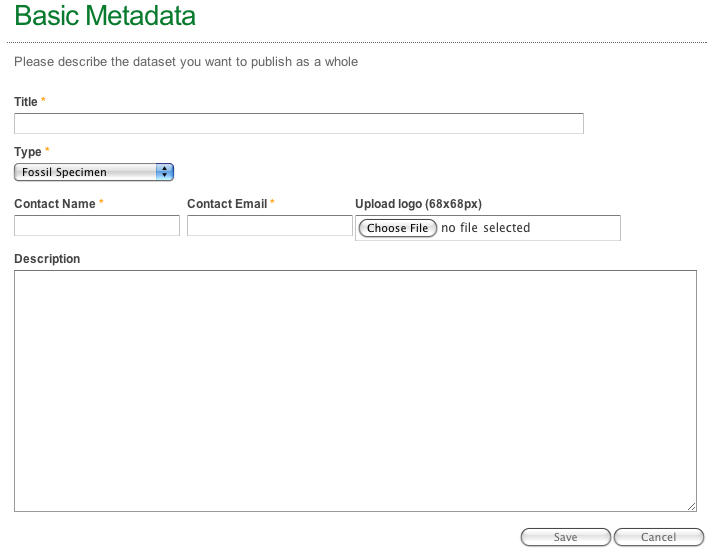 Basic Metadata
Please describe the dataset you want to publish as a whole
Title *
Type *
Fossil Specimen
Contact Name * Contact Email * Upload logo (68x68px)
Choose File no file selected
Description
Save Cancel